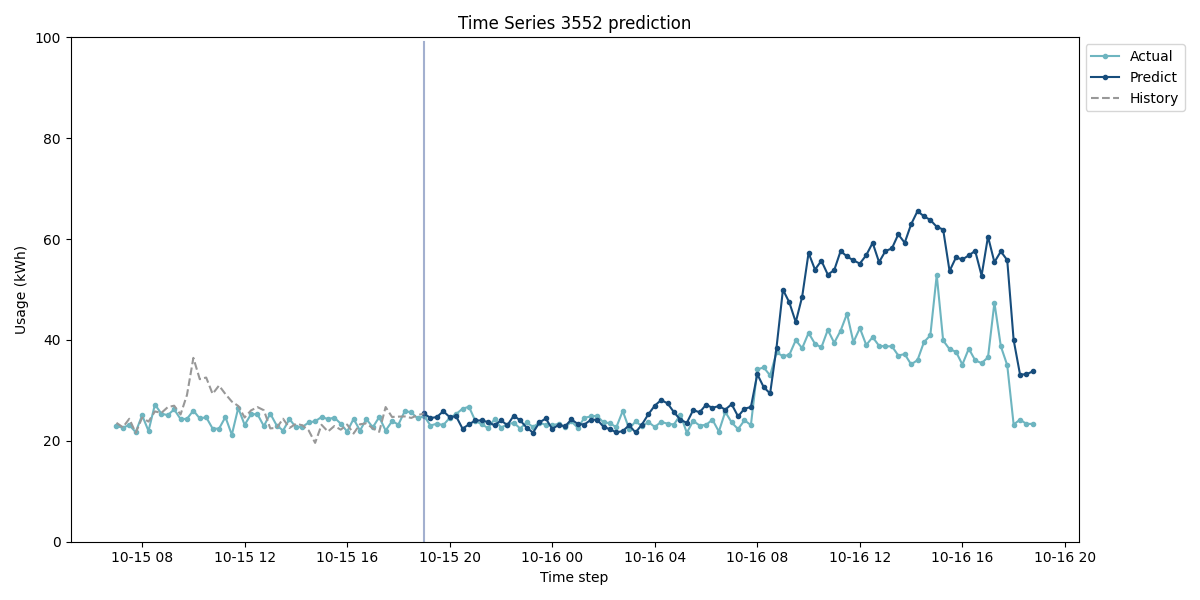 Time Series 3552 prediction
100
80
60
40
20
0
Usage (kWh)
10-15 08
10-15 12
10-15 16
10-15 20
10-16 00
10-16 04
10-16 08
10-16 12
10-16 16
10-16 20
Time step
Actual
Predict
History